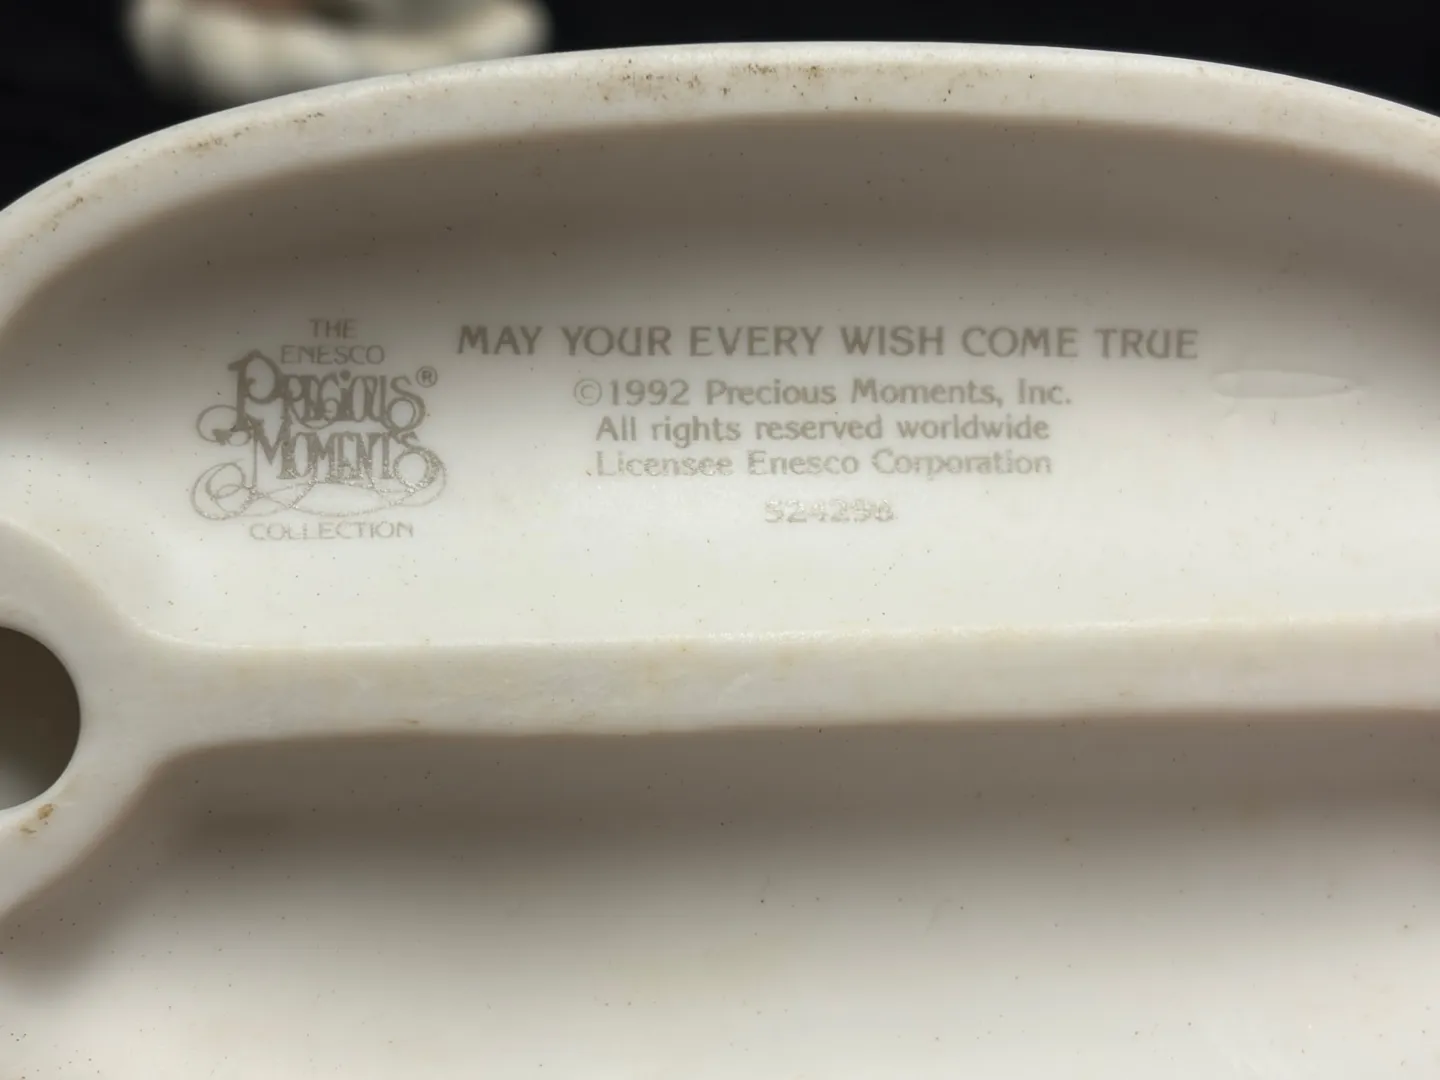 THE
ENESCO
PRECIOUS®
MOMENTS
COLLECTION
MAY YOUR EVERY WISH COME TRUE
©1992 Precious Moments, Inc.
All rights reserved worldwide
Licensee Enesco Corporation
524298